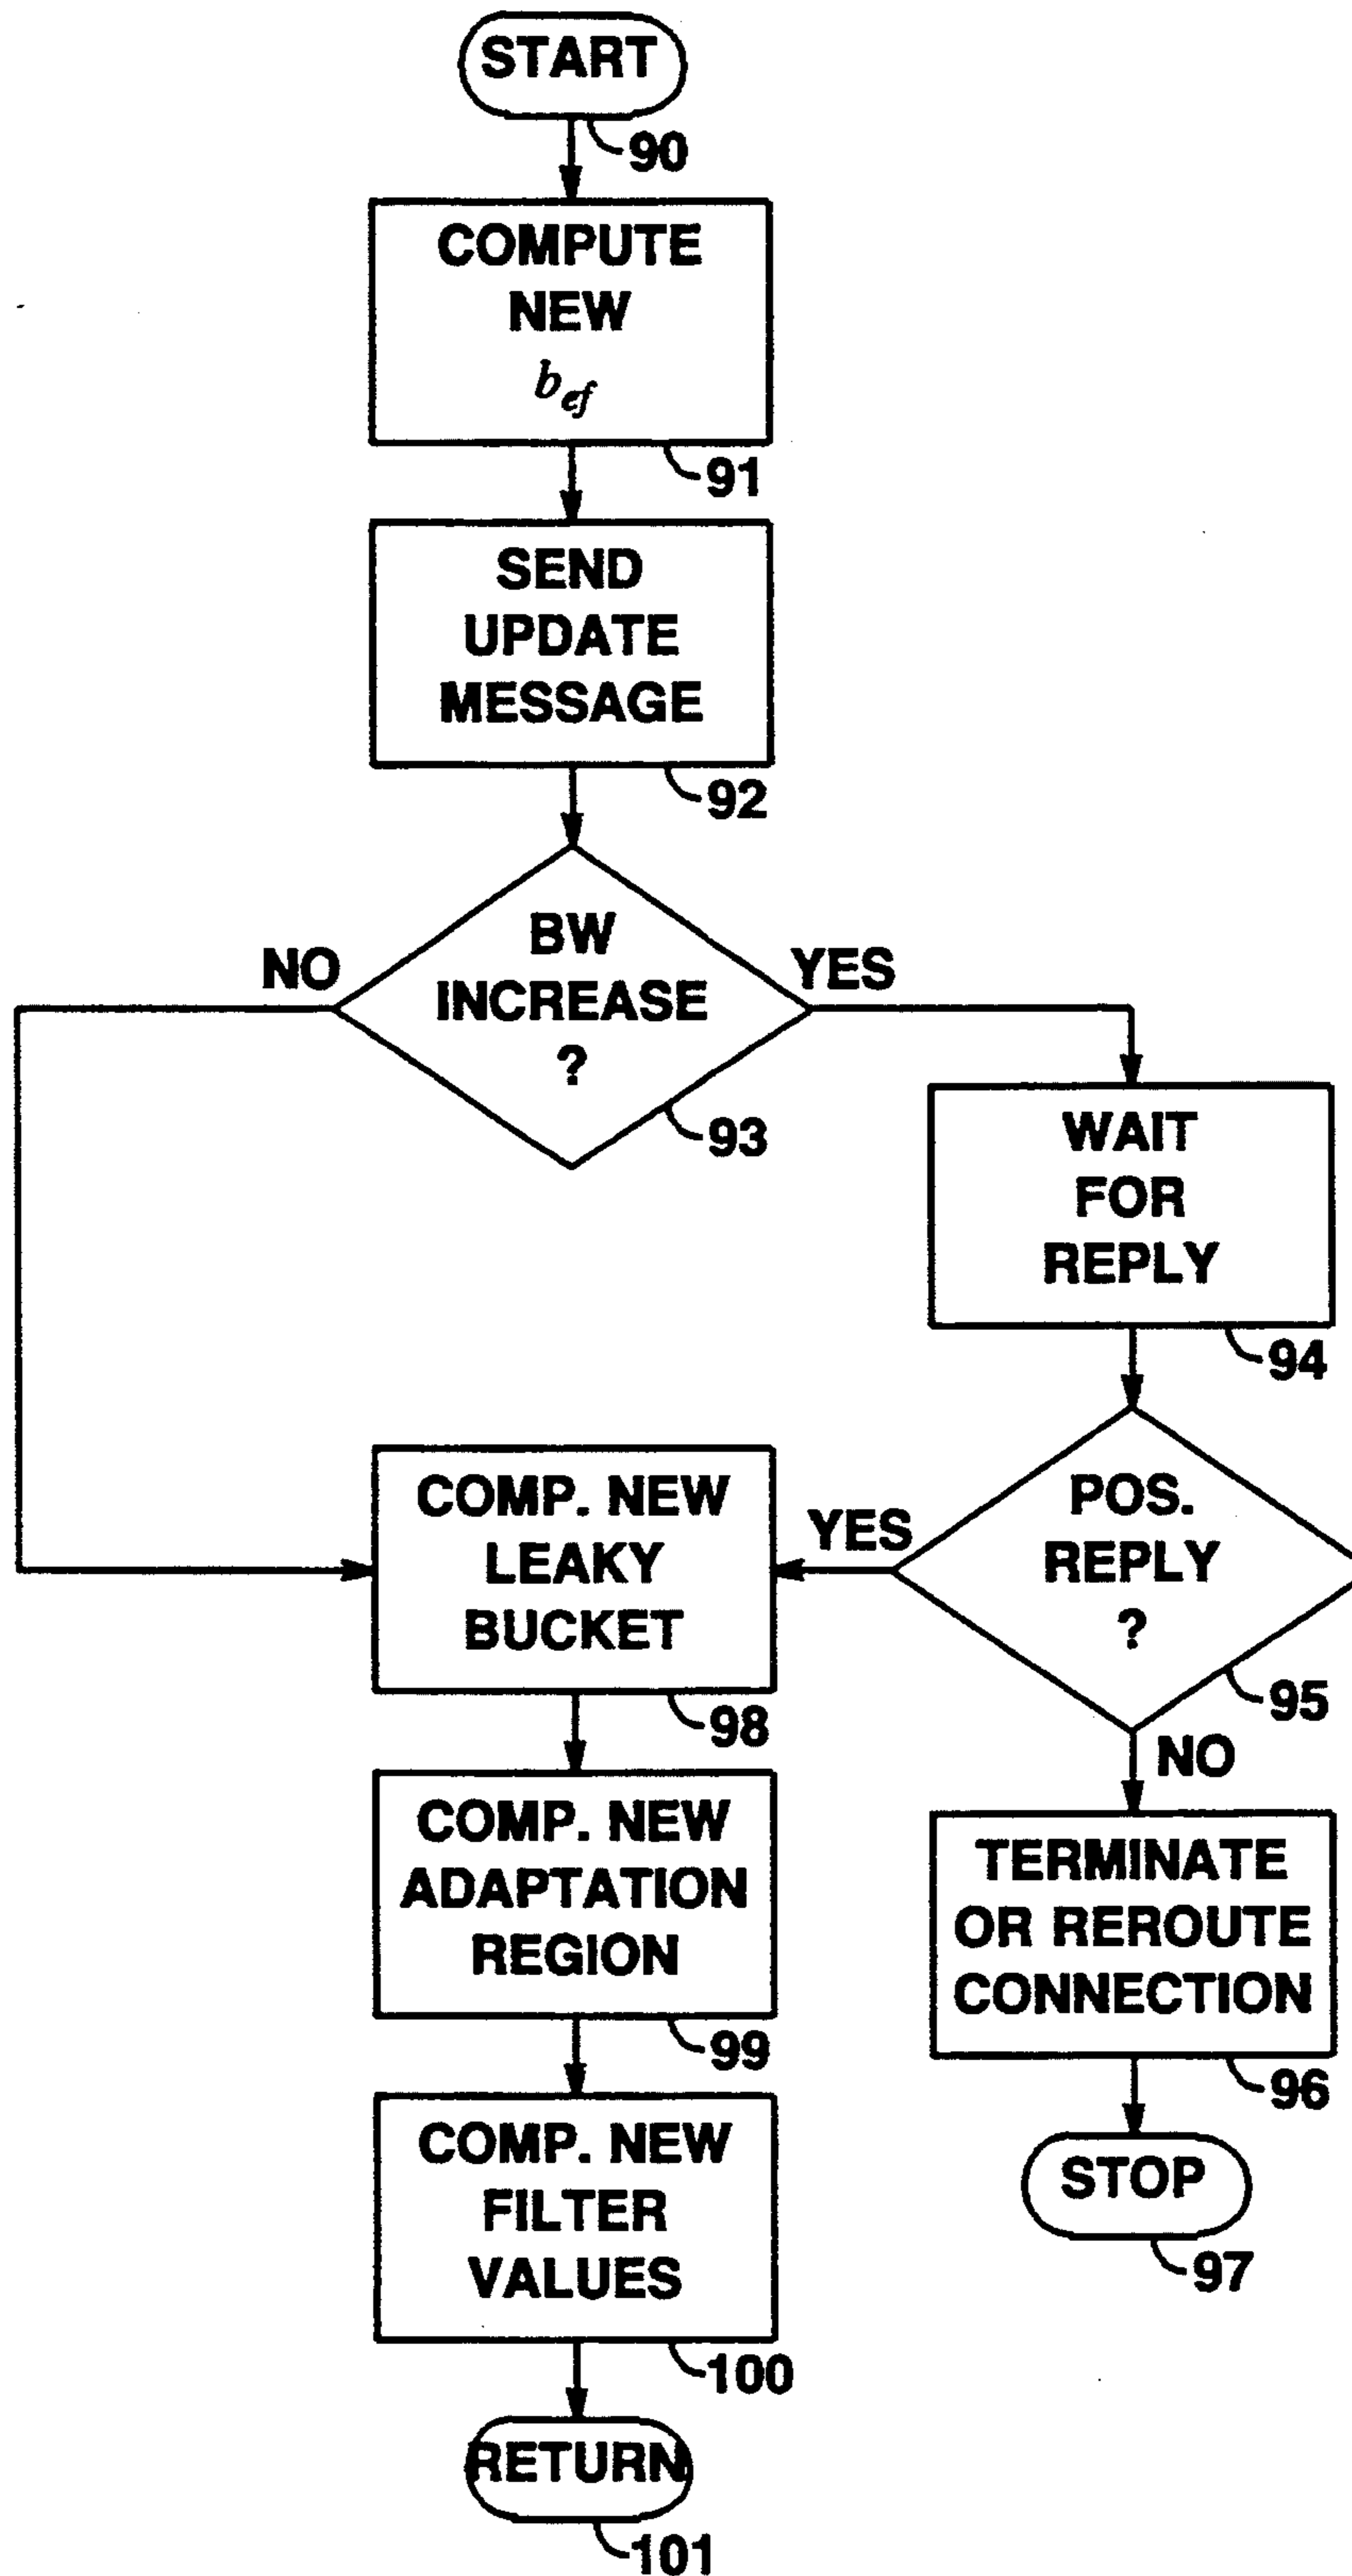 START
90
COMPUTE
NEW
b_ef
91
SEND
UPDATE
MESSAGE
92
BW
INCREASE
?
NO
YES
93
WAIT
FOR
REPLY
94
POS.
REPLY
?
YES
95
NO
TERMINATE
OR REROUTE
CONNECTION
96
STOP
97
COMP. NEW
LEAKY
BUCKET
98
COMP. NEW
ADAPTATION
REGION
99
COMP. NEW
FILTER
VALUES
100
RETURN
101